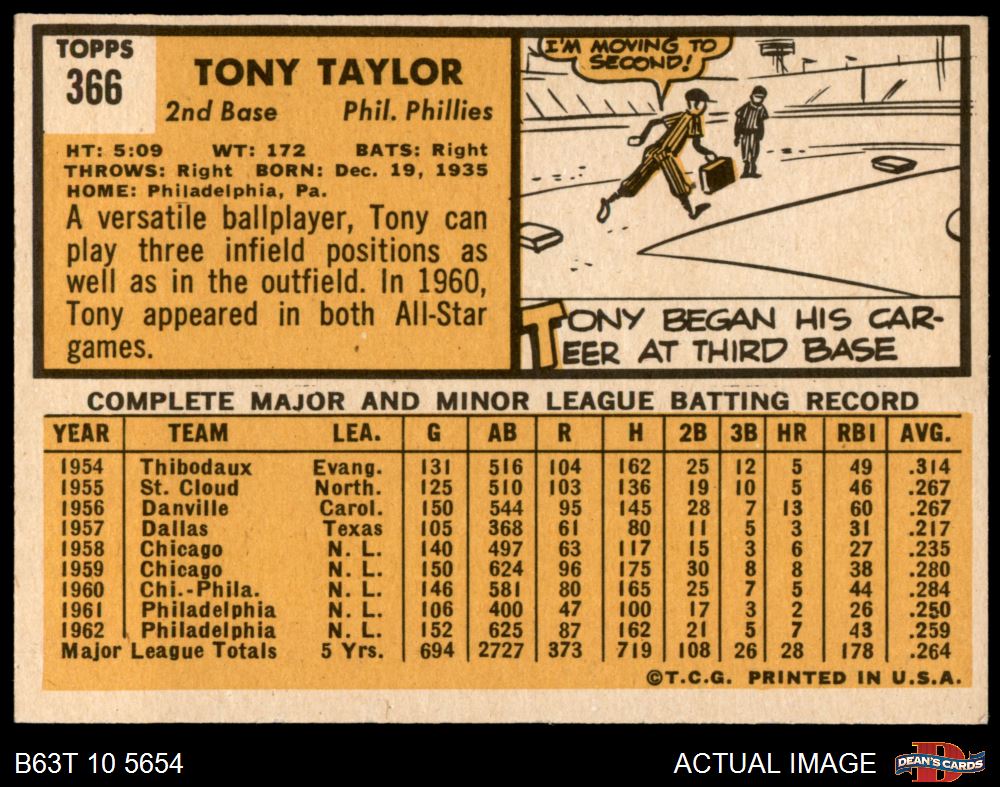 TOPPS
366
TONY TAYLOR
2nd Base Phil. Phillies
HT: 5:09 WT: 172 BATS: Right
THROWS: Right BORN: Dec. 19, 1935
HOME: Philadelphia, Pa.
A versatile ballplayer, Tony can
play three infield positions as
well as in the outfield. In 1960,
Tony appeared in both All-Star
games.
I'M MOVING TO
SECOND!
TONY BEGAN HIS CAR-
EER AT THIRD BASE
COMPLETE MAJOR AND MINOR LEAGUE BATTING RECORD
YEAR TEAM LEA. G AB R H 2B 3B HR RBI AVG.
1954 Thibodaux Evang. 131 516 104 162 25 12 5 49 .314
1955 St. Cloud North. 125 510 103 136 19 10 5 46 .267
1956 Danville Carol. 150 544 95 145 28 7 13 60 .267
1957 Dallas Texas 105 368 61 80 11 5 3 31 .217
1958 Chicago N. L. 140 497 63 117 15 3 6 27 .235
1959 Chicago N. L. 150 624 96 175 30 8 8 38 .280
1960 Chi.-Phila. N. L. 146 581 80 165 25 7 5 44 .284
1961 Philadelphia N. L. 106 400 47 100 17 3 2 26 .250
1962 Philadelphia N. L. 152 625 87 162 21 5 7 43 .259
Major League Totals 5 Yrs. 694 2727 373 719 108 26 28 178 .264
©T.C.G. PRINTED IN U.S.A.
B63T 10 5654 ACTUAL IMAGE
DEAN'S CARDS